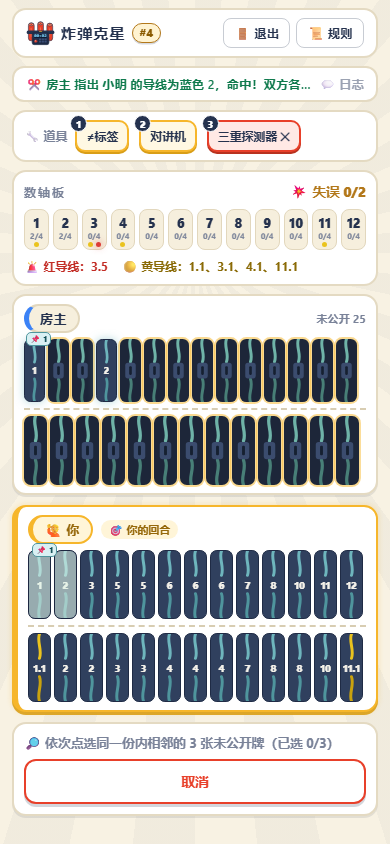 炸弹克星 #4 退出 规则
房主 指出 小明 的导线为蓝色 2，命中！双方各... 日志
道具 1 ≠标签 2 对讲机 3 三重探测器 ×
数轴板 失误 0/2
1 2 3 4 5 6 7 8 9 10 11 12
2/4 2/4 0/4 0/4 0/4 0/4 0/4 0/4 0/4 0/4 0/4 0/4
红导线：3.5 黄导线：1.1、3.1、4.1、11.1
房主 未公开 25
1
1 2
你 你的回合
1
1 2 3 5 5 6 6 7 8 8 10 11 12
1.1 2 2 3 3 4 4 4 7 8 8 10 11.1
依次点选同一份内相邻的 3 张未公开牌（已选 0/3）
取消